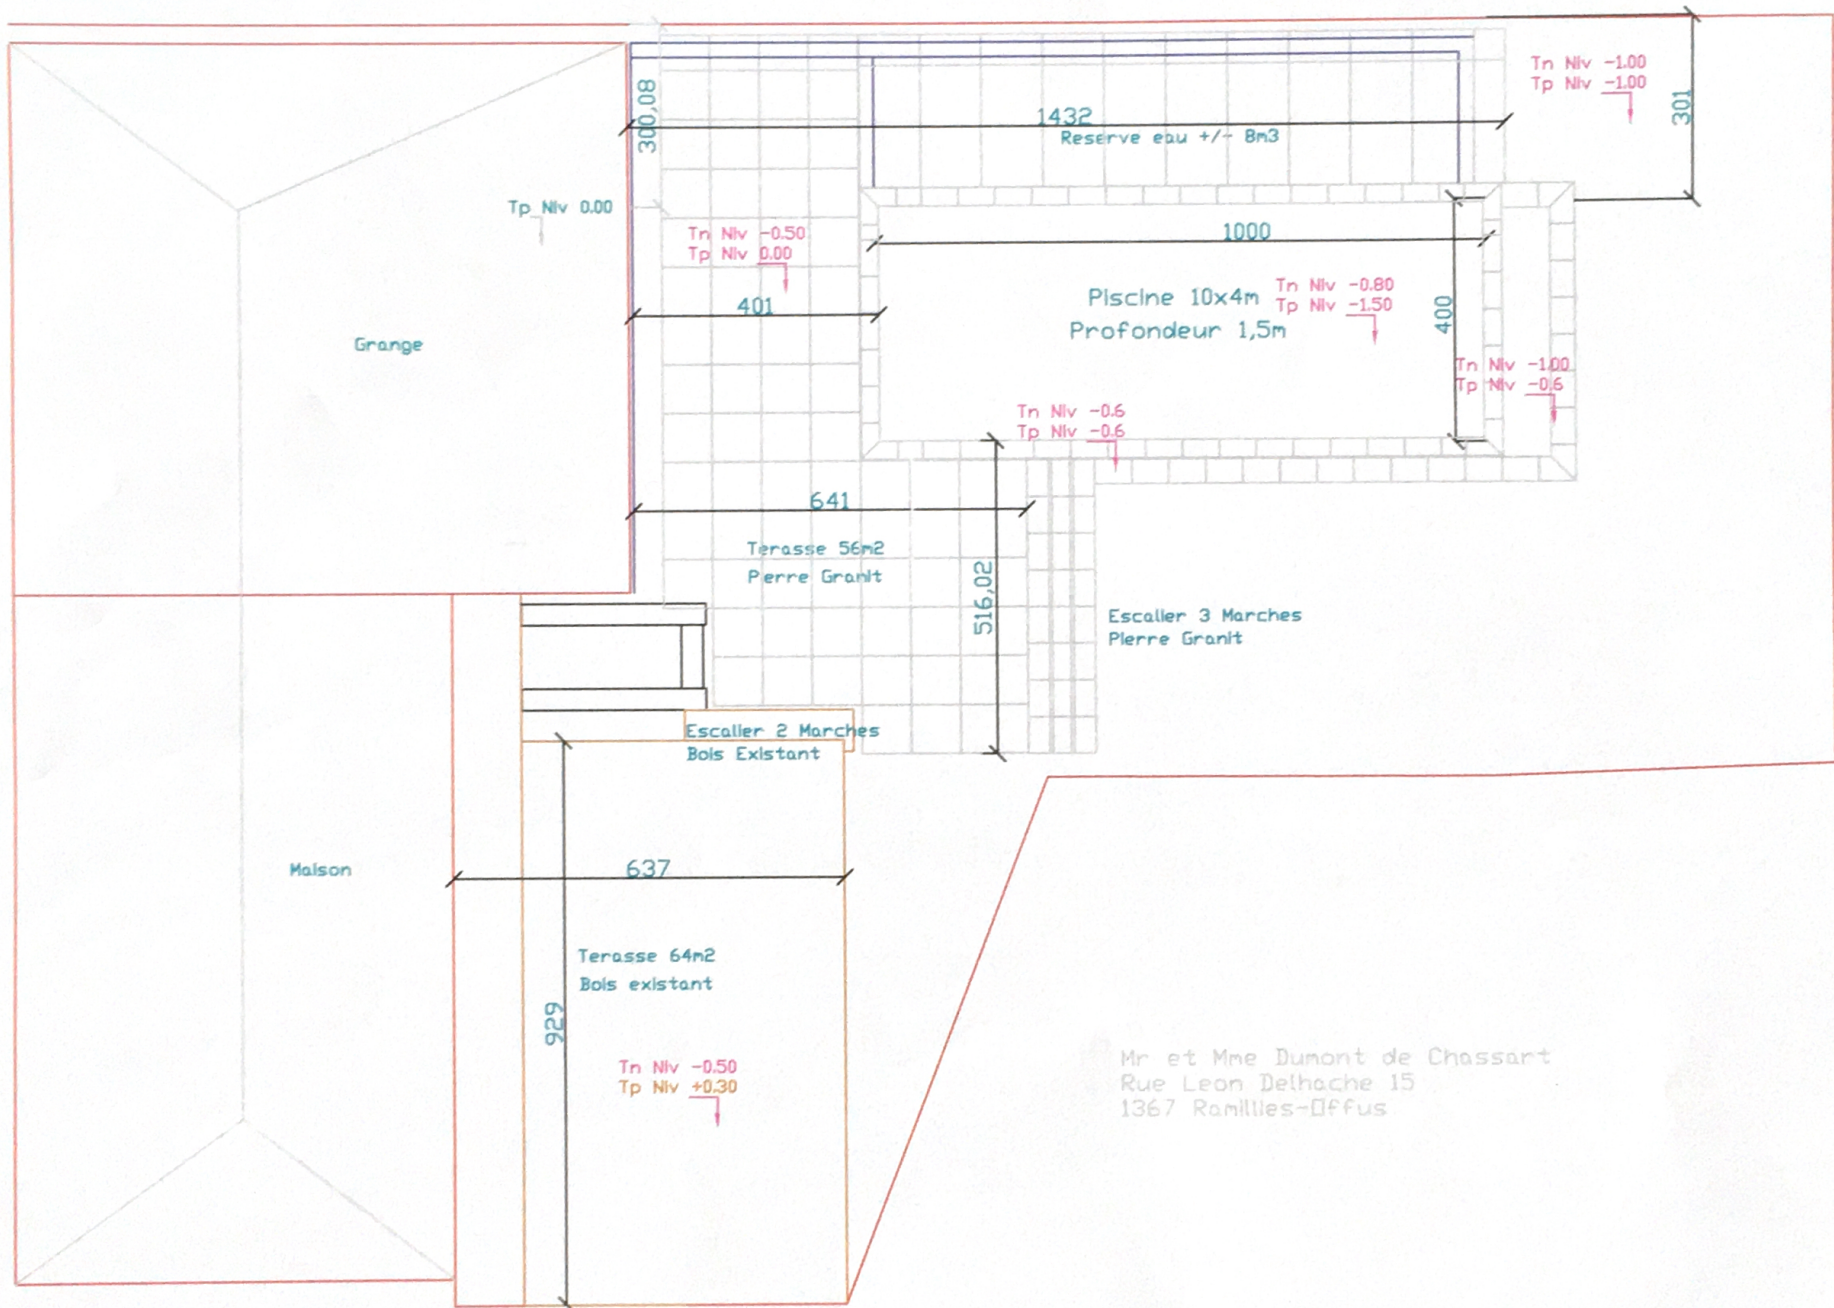 Tn Niv -1.00
Tp Niv -1.00
300,08
301
1432
Reserve eau +/- 8m3
Tp Niv 0.00
Tn Niv -0.50
Tp Niv 0.00
1000
401
Piscine 10x4m
Profondeur 1,5m
Tn Niv -0.80
Tp Niv -1.50
400
Grange
Tn Niv -1.00
Tp Niv -0.6
Tn Niv -0.6
Tp Niv -0.6
641
Terasse 56m2
Pierre Granit
516,02
Escalier 3 Marches
Pierre Granit
Escalier 2 Marches
Bois Existant
Maison
637
Terasse 64m2
Bois existant
929
Tn Niv -0.50
Tp Niv +0.30
Mr et Mme Dumont de Chassart
Rue Leon Delhache 15
1367 Ramillies-Offus